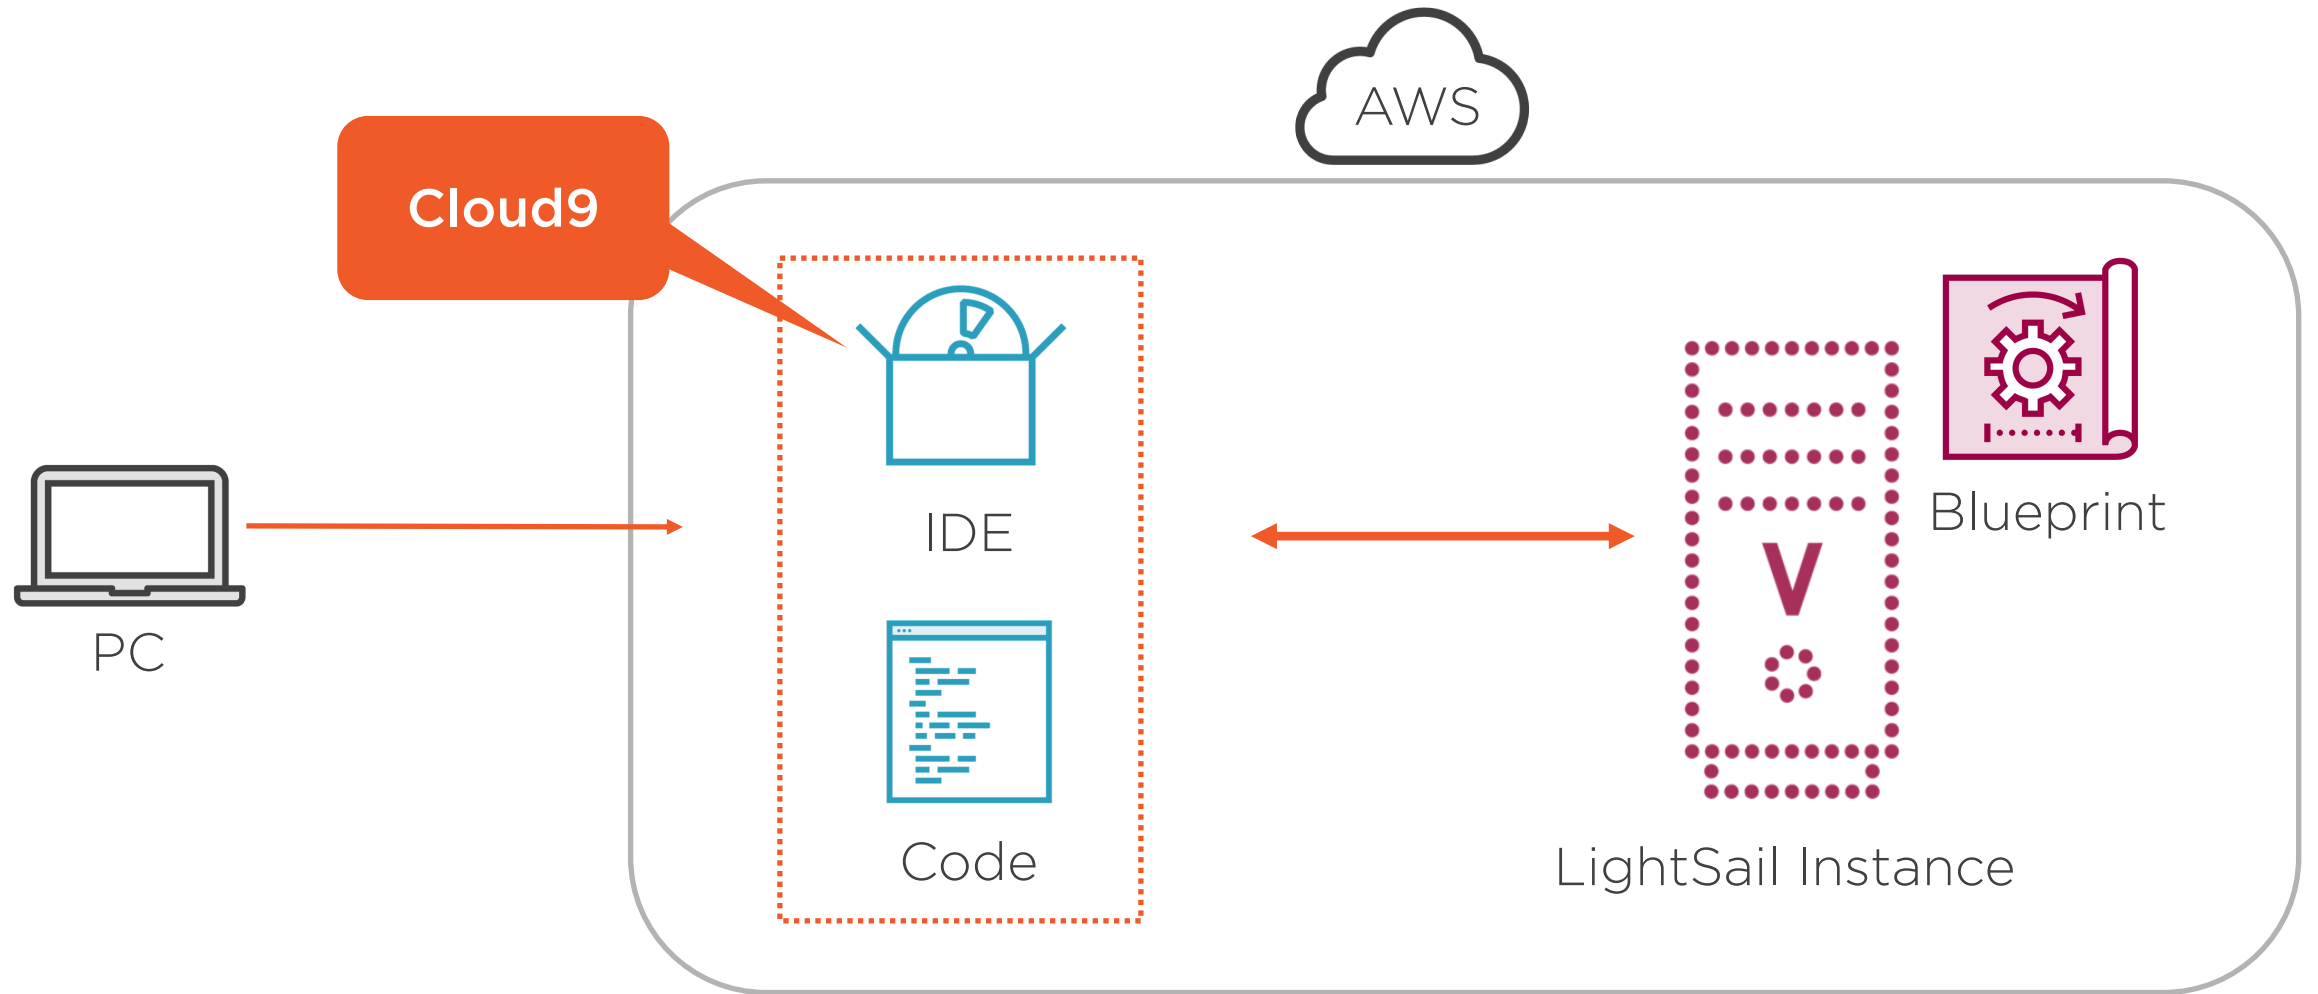 AWS
Cloud9
IDE
Blueprint
PC
Code
LightSail Instance